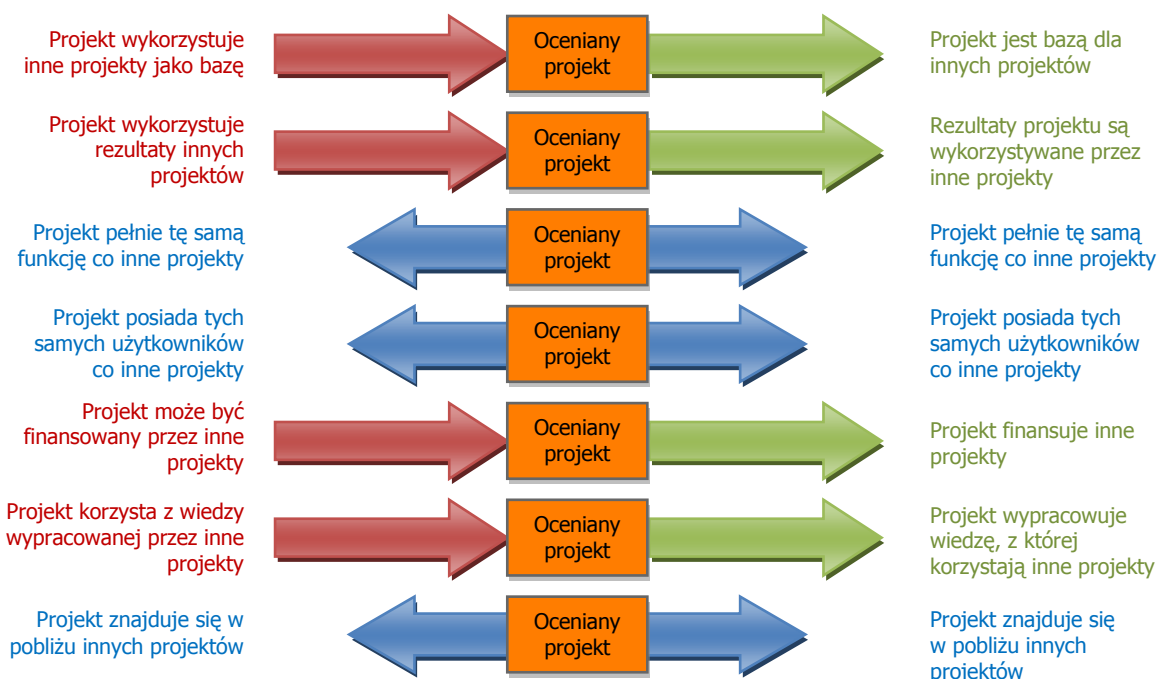 Projekt wykorzystuje
inne projekty jako bazę
Oceniany
projekt
Projekt jest bazą dla
innych projektów
Projekt wykorzystuje
rezultaty innych
projektów
Oceniany
projekt
Rezultaty projektu są
wykorzystywane przez
inne projekty
Projekt pełnie tę samą
funkcję co inne projekty
Oceniany
projekt
Projekt pełnie tę samą
funkcję co inne projekty
Projekt posiada tych
samych użytkowników
co inne projekty
Oceniany
projekt
Projekt posiada tych
samych użytkowników
co inne projekty
Projekt może być
finansowany przez inne
projekty
Oceniany
projekt
Projekt finansuje inne
projekty
Projekt korzysta z wiedzy
wypracowanej przez inne
projekty
Oceniany
projekt
Projekt wypracowuje
wiedzę, z której
korzystają inne projekty
Projekt znajduje się w
pobliżu innych projektów
Oceniany
projekt
Projekt znajduje się
w pobliżu innych
projektów